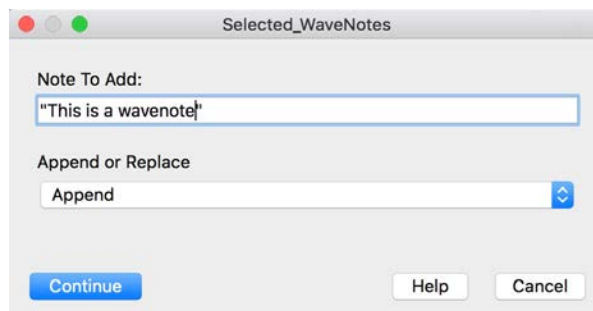 Selected_WaveNotes
Note To Add:
"This is a wavenote"
Append or Replace
Append
Continue Help Cancel